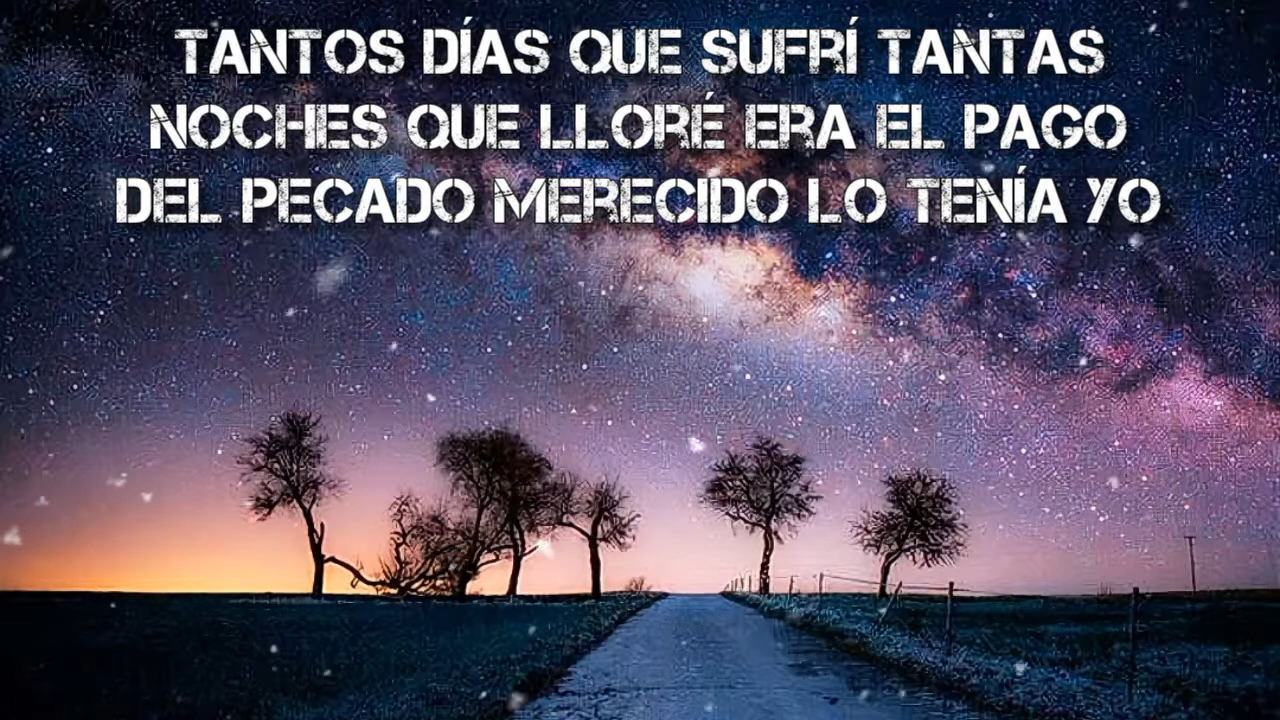 TANTOS DÍAS QUE SUFRÍ TANTAS
NOCHES QUE LLORÉ ERA EL PAGO
DEL PECADO MERECIDO LO TENÍA YO